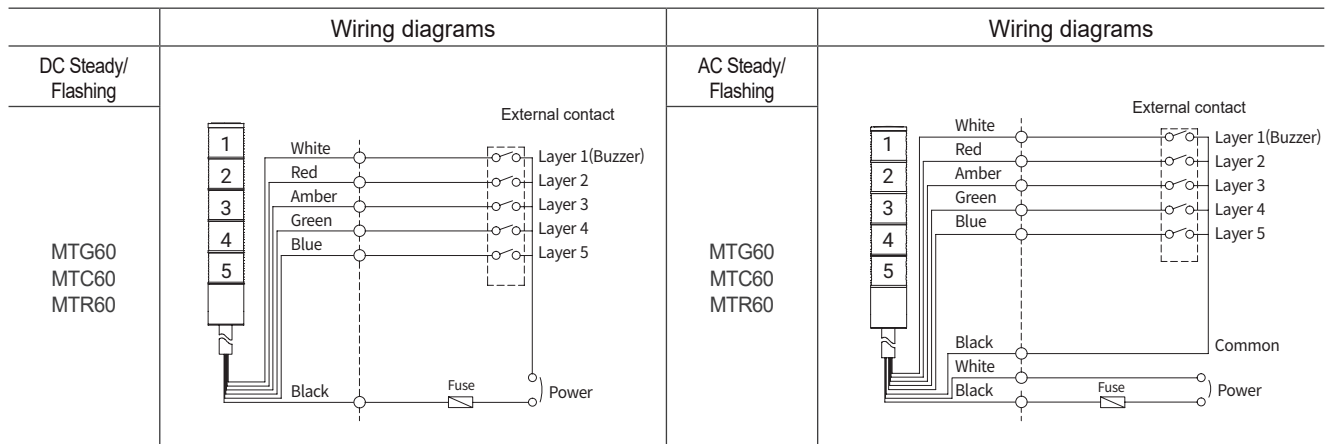 Wiring diagrams
Wiring diagrams
DC Steady/
Flashing
MTG60
MTC60
MTR60
External contact
1
2
3
4
5
White
Red
Amber
Green
Blue
Layer 1(Buzzer)
Layer 2
Layer 3
Layer 4
Layer 5
Black
Fuse
Power
AC Steady/
Flashing
MTG60
MTC60
MTR60
External contact
1
2
3
4
5
White
Red
Amber
Green
Blue
Layer 1(Buzzer)
Layer 2
Layer 3
Layer 4
Layer 5
Black
Common
White
Black
Fuse
Power